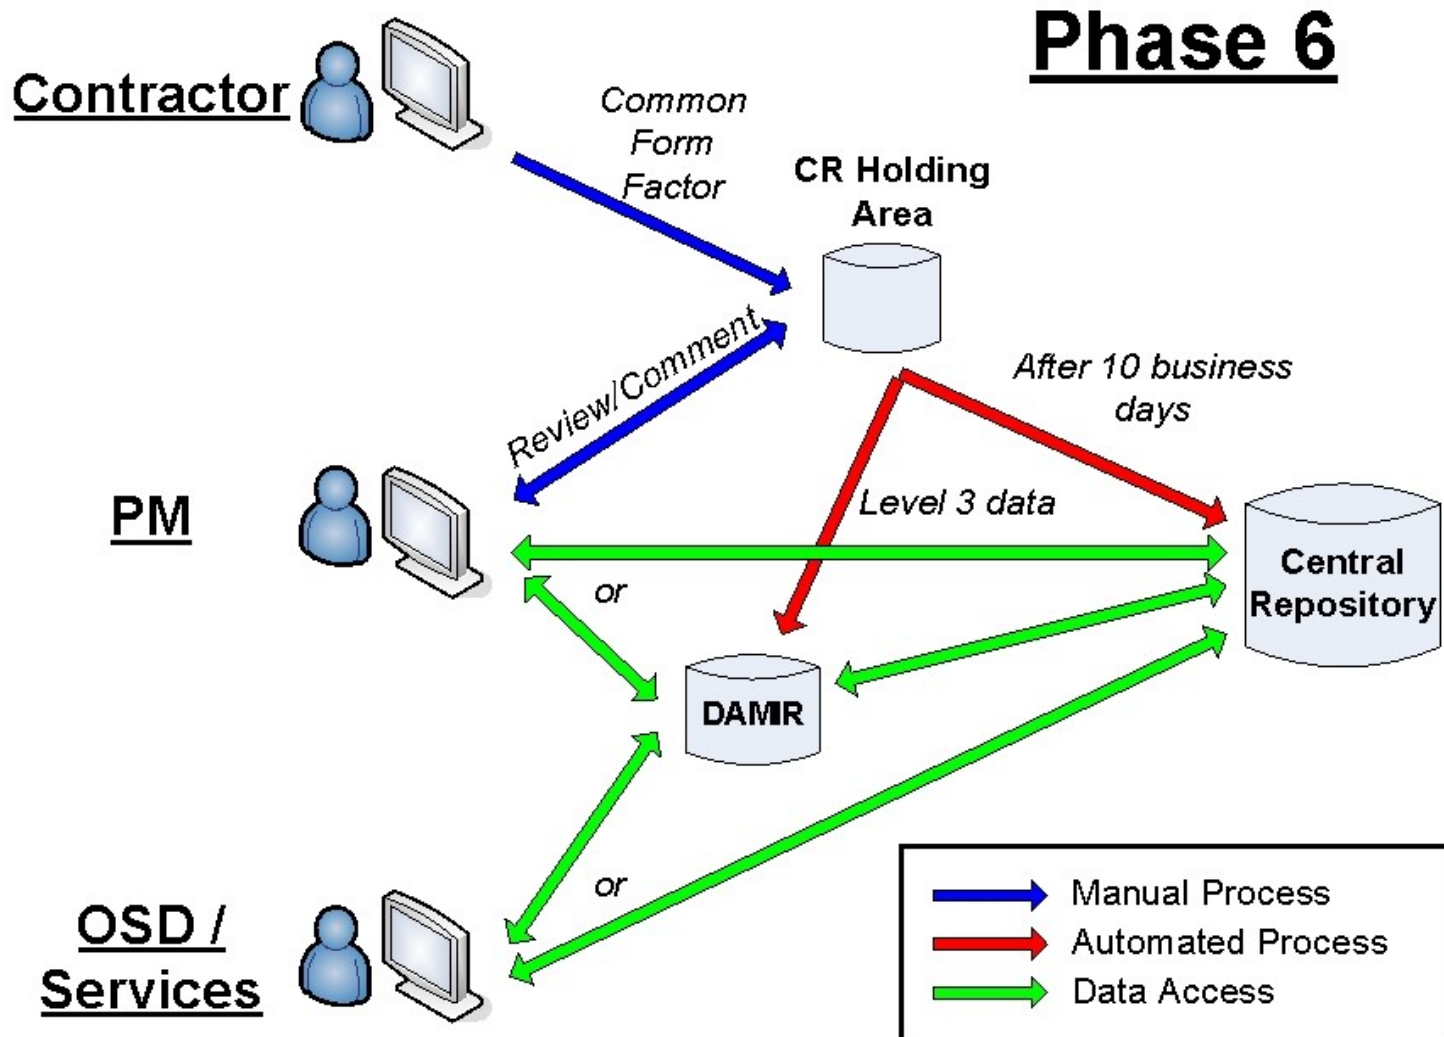 Phase 6
Contractor
Common
Form
Factor
CR Holding
Area
Review/Comment
After 10 business
days
PM
Level 3 data
Central
Repository
or
DAMIR
or
OSD /
Services
Manual Process
Automated Process
Data Access